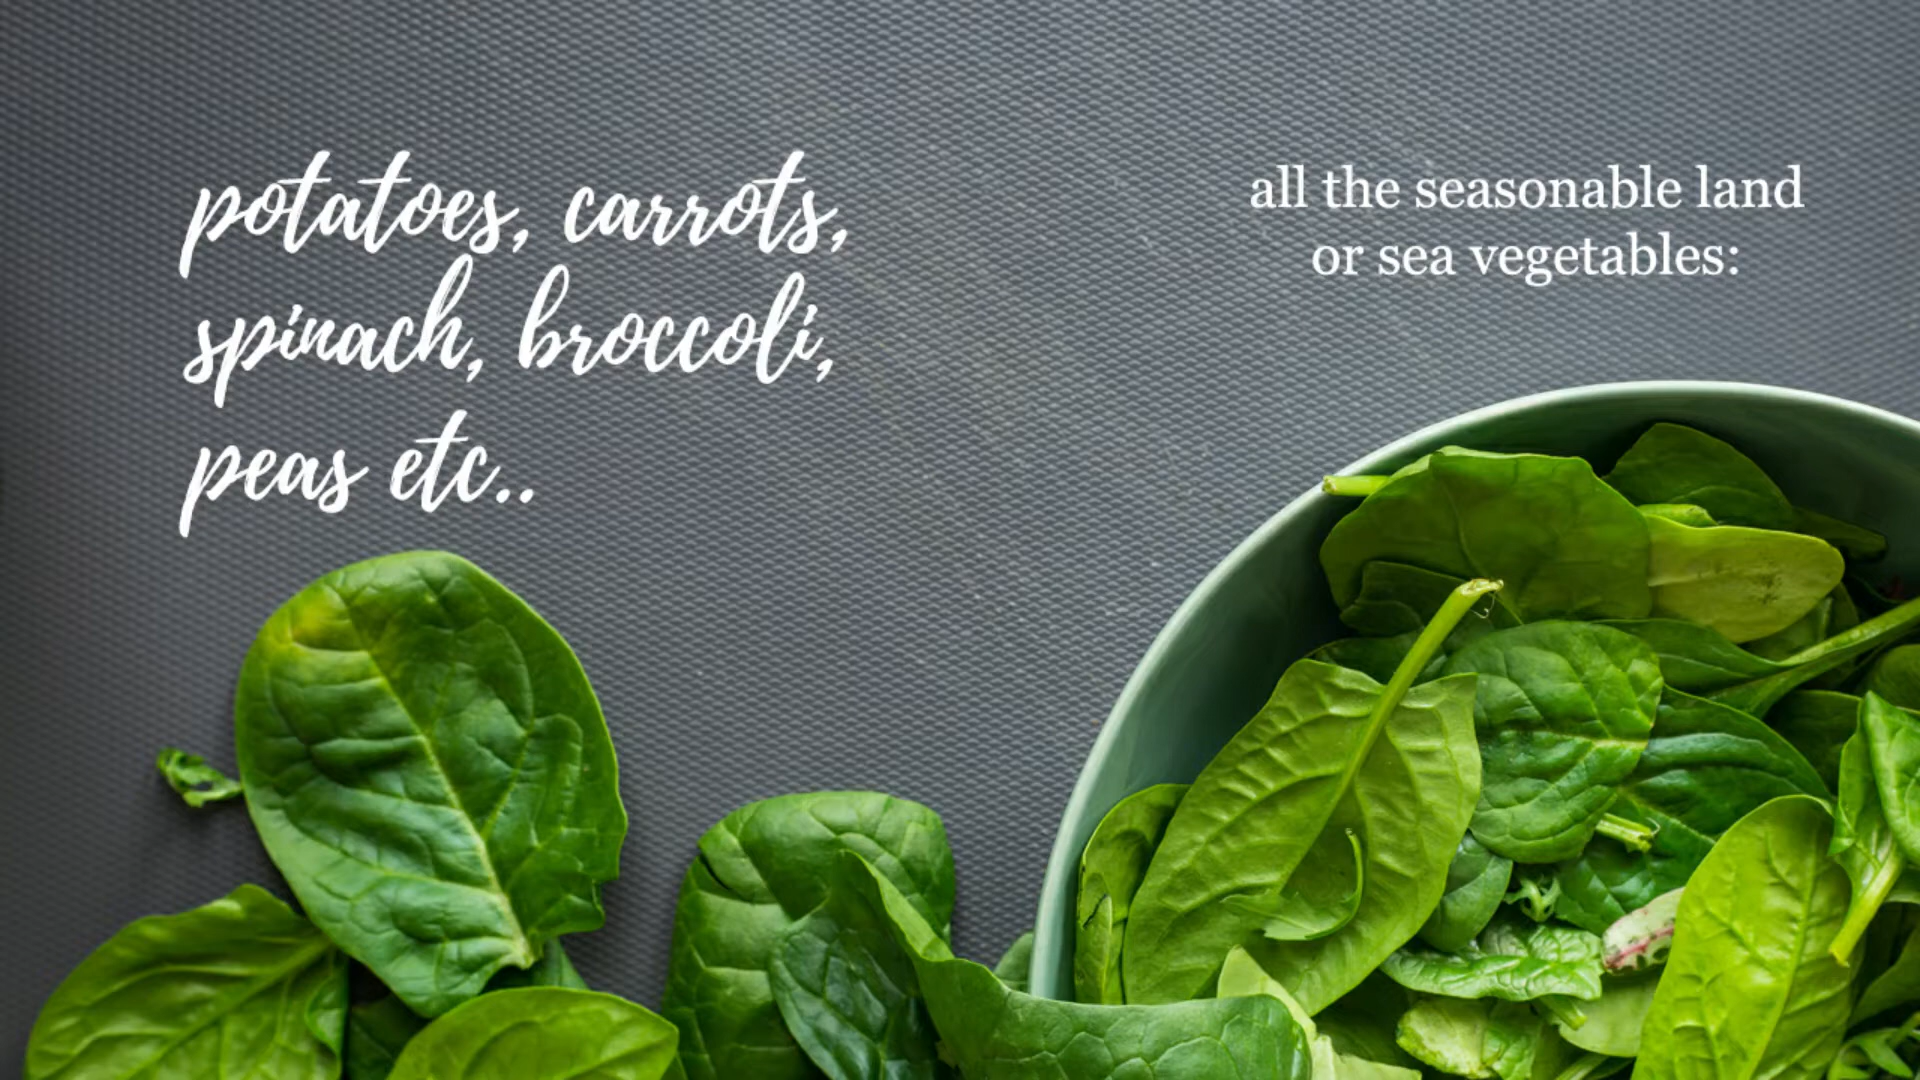 potatoes, carrots,
spinach, broccoli,
peas etc..
all the seasonable land
or sea vegetables: